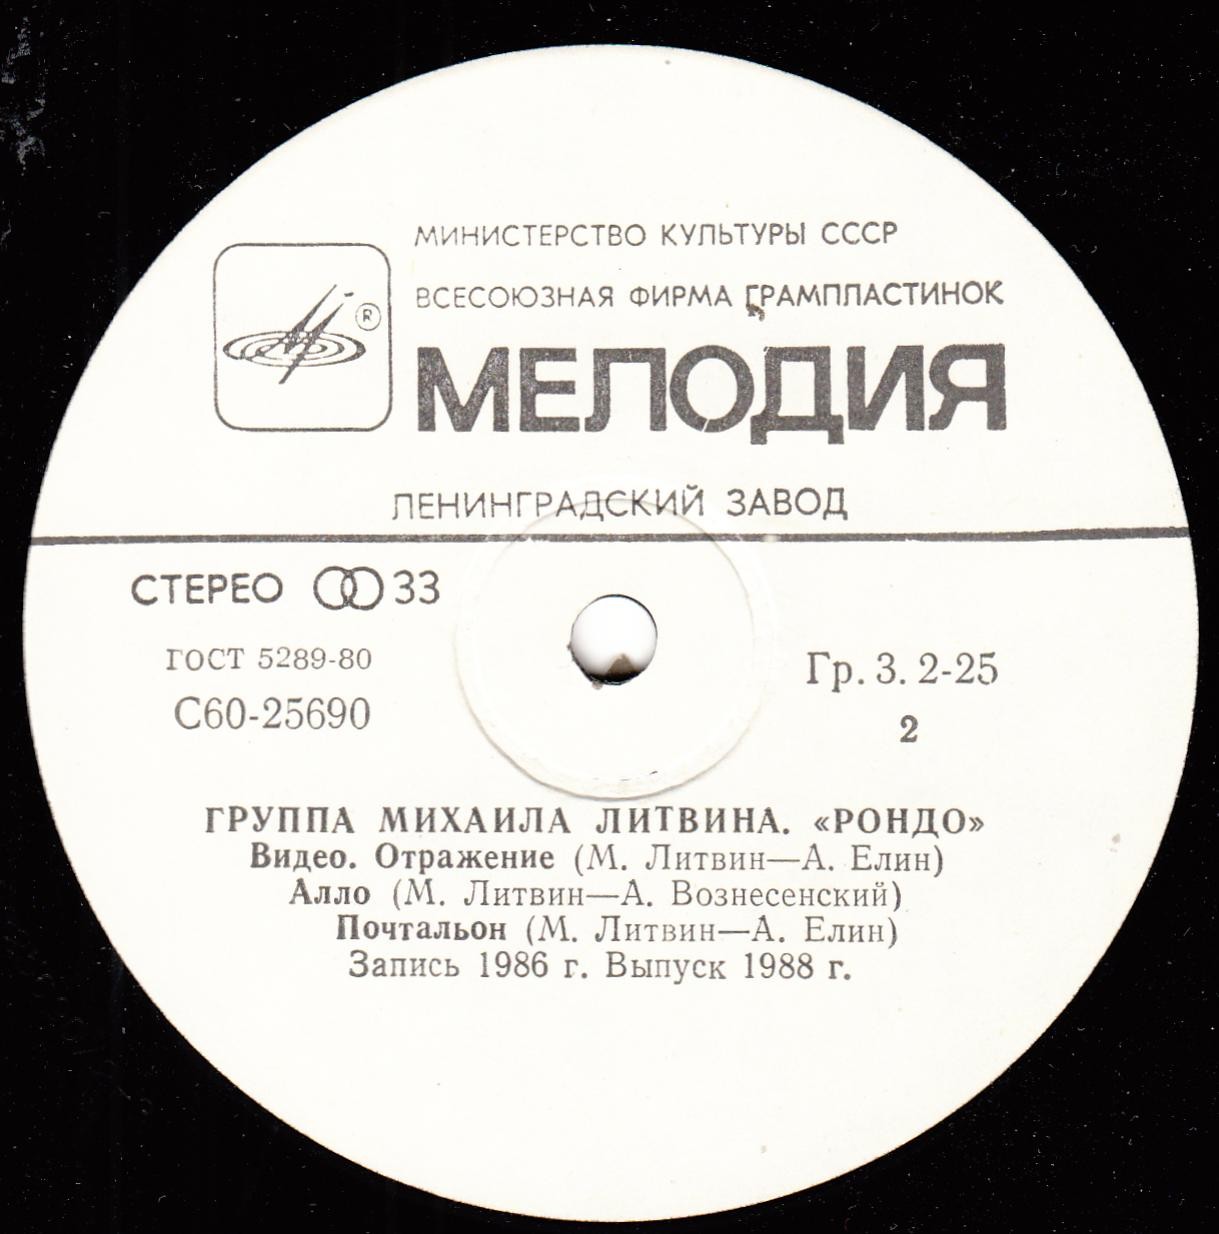 МИНИСТЕРСТВО КУЛЬТУРЫ СССР
ВСЕСОЮЗНАЯ ФИРМА ГРАМПЛАСТИНОК
®
МЕЛОДИЯ
ЛЕНИНГРАДСКИЙ ЗАВОД
СТЕРЕО 33
ГОСТ 5289-80
С60-25690
Гр. 3. 2-25
2
ГРУППА МИХАИЛА ЛИТВИНА. «РОНДО»
Видео. Отражение (М. Литвин—А. Елин)
Алло (М. Литвин—А. Вознесенский)
Почтальон (М. Литвин—А. Елин)
Запись 1986 г. Выпуск 1988 г.